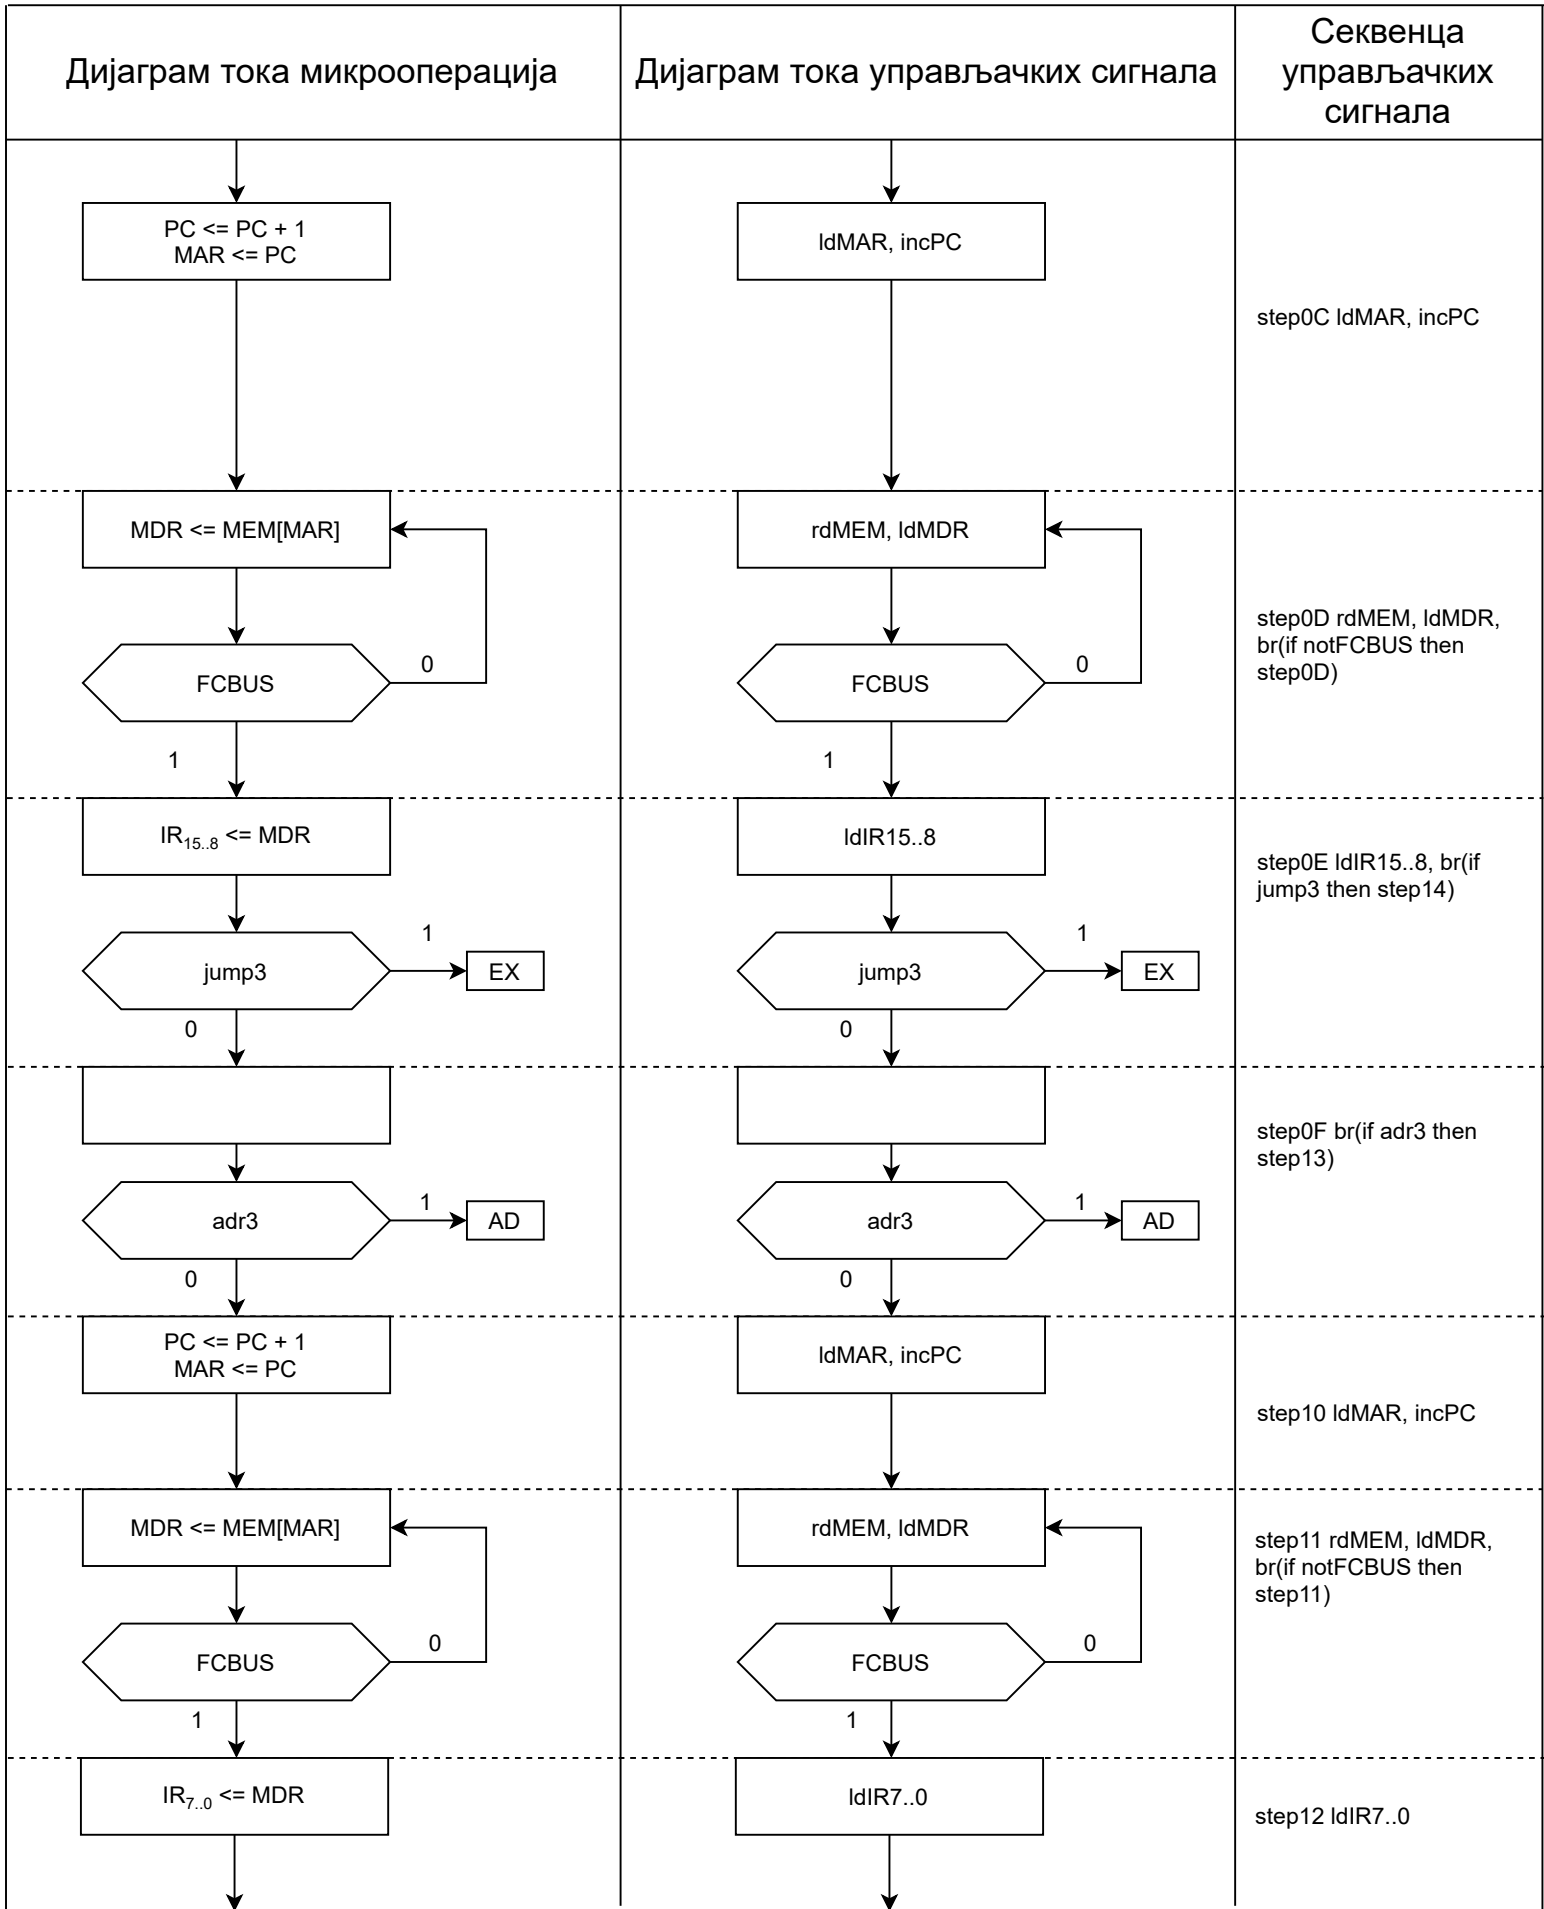 Дијаграм тока микрооперација
Дијаграм тока управљачких сигнала
Секвенца
управљачких
сигнала
PC <= PC + 1
MAR <= PC
ldMAR, incPC
step0C ldMAR, incPC
MDR <= MEM[MAR]
FCBUS
0
1
rdMEM, ldMDR
FCBUS
0
1
step0D rdMEM, ldMDR,
br(if notFCBUS then
step0D)
IR15..8 <= MDR
jump3
1
EX
0
ldIR15..8
jump3
1
EX
0
step0E ldIR15..8, br(if
jump3 then step14)
adr3
1
AD
0
adr3
1
AD
0
step0F br(if adr3 then
step13)
PC <= PC + 1
MAR <= PC
ldMAR, incPC
step10 ldMAR, incPC
MDR <= MEM[MAR]
FCBUS
0
1
rdMEM, ldMDR
FCBUS
0
1
step11 rdMEM, ldMDR,
br(if notFCBUS then
step11)
IR7..0 <= MDR
ldIR7..0
step12 ldIR7..0